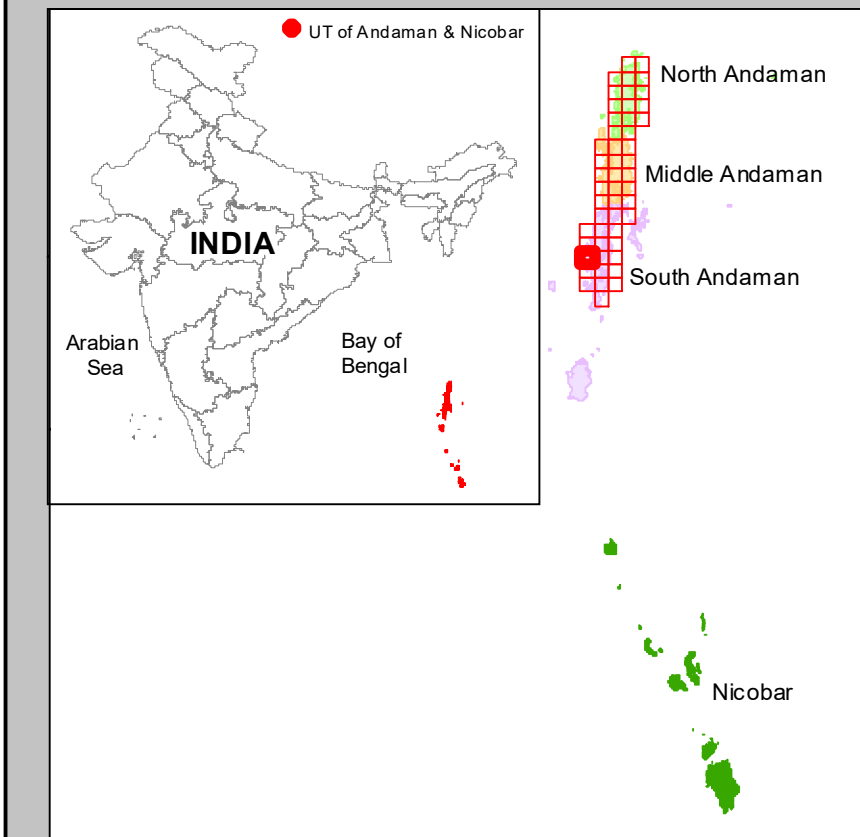 UT of Andaman & Nicobar
INDIA
Arabian
Sea
Bay of
Bengal
North Andaman
Middle Andaman
South Andaman
Nicobar